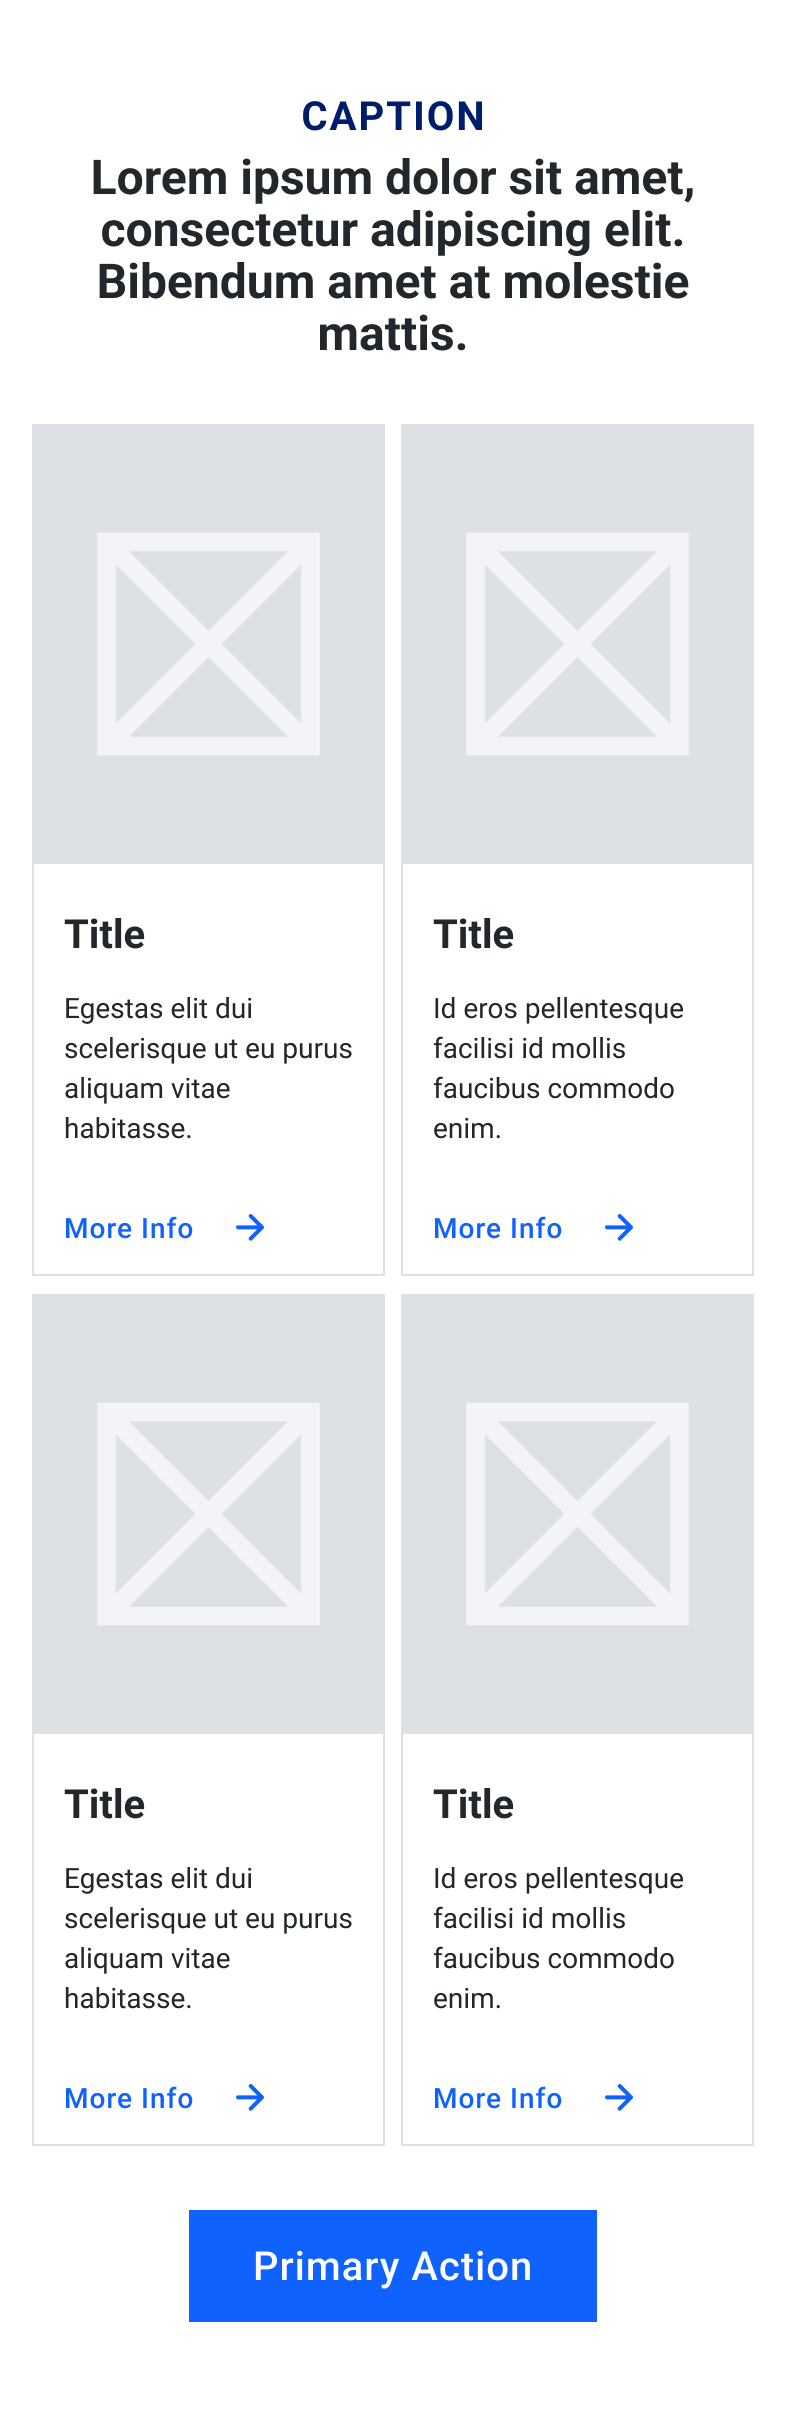 CAPTION
Lorem ipsum dolor sit amet,
consectetur adipiscing elit.
Bibendum amet at molestie
mattis.
Title
Egestas elit dui
scelerisque ut eu purus
aliquam vitae
habitasse.
More Info
Title
Id eros pellentesque
facilisi id mollis
faucibus commodo
enim.
More Info
Title
Egestas elit dui
scelerisque ut eu purus
aliquam vitae
habitasse.
More Info
Title
Id eros pellentesque
facilisi id mollis
faucibus commodo
enim.
More Info
Primary Action